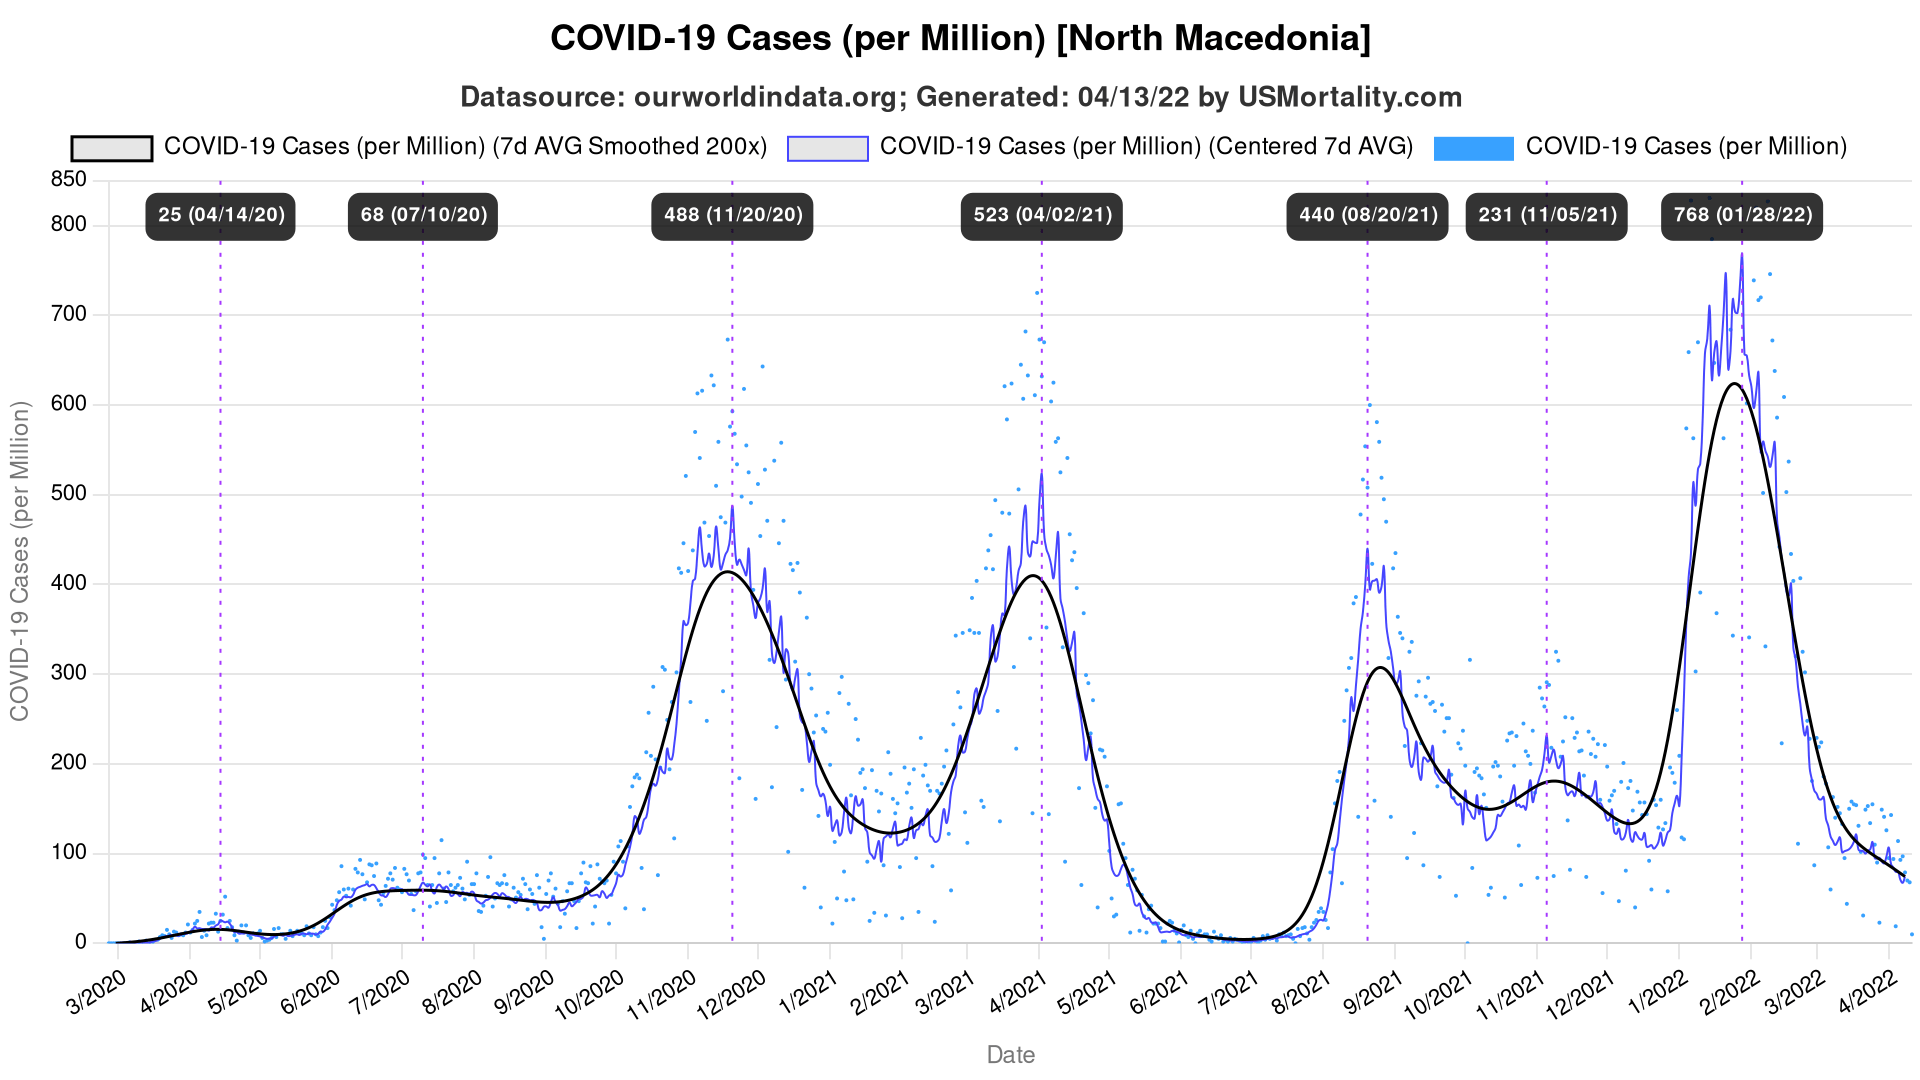 COVID-19 Cases (per Million) [North Macedonia]
Datasource: ourworldindata.org; Generated: 04/13/22 by USMortality.com
COVID-19 Cases (per Million) (7d AVG Smoothed 200x) COVID-19 Cases (per Million) (Centered 7d AVG) COVID-19 Cases (per Million)
850
25 (04/14/20) 68 (07/10/20) 488 (11/20/20) 523 (04/02/21) 440 (08/20/21) 231 (11/05/21) 768 (01/28/22)
800
700
600
500
400
300
200
100
0
COVID-19 Cases (per Million)
3/2020 4/2020 5/2020 6/2020 7/2020 8/2020 9/2020 10/2020 11/2020 12/2020 1/2021 2/2021 3/2021 4/2021 5/2021 6/2021 7/2021 8/2021 9/2021 10/2021 11/2021 12/2021 1/2022 2/2022 3/2022 4/2022
Date